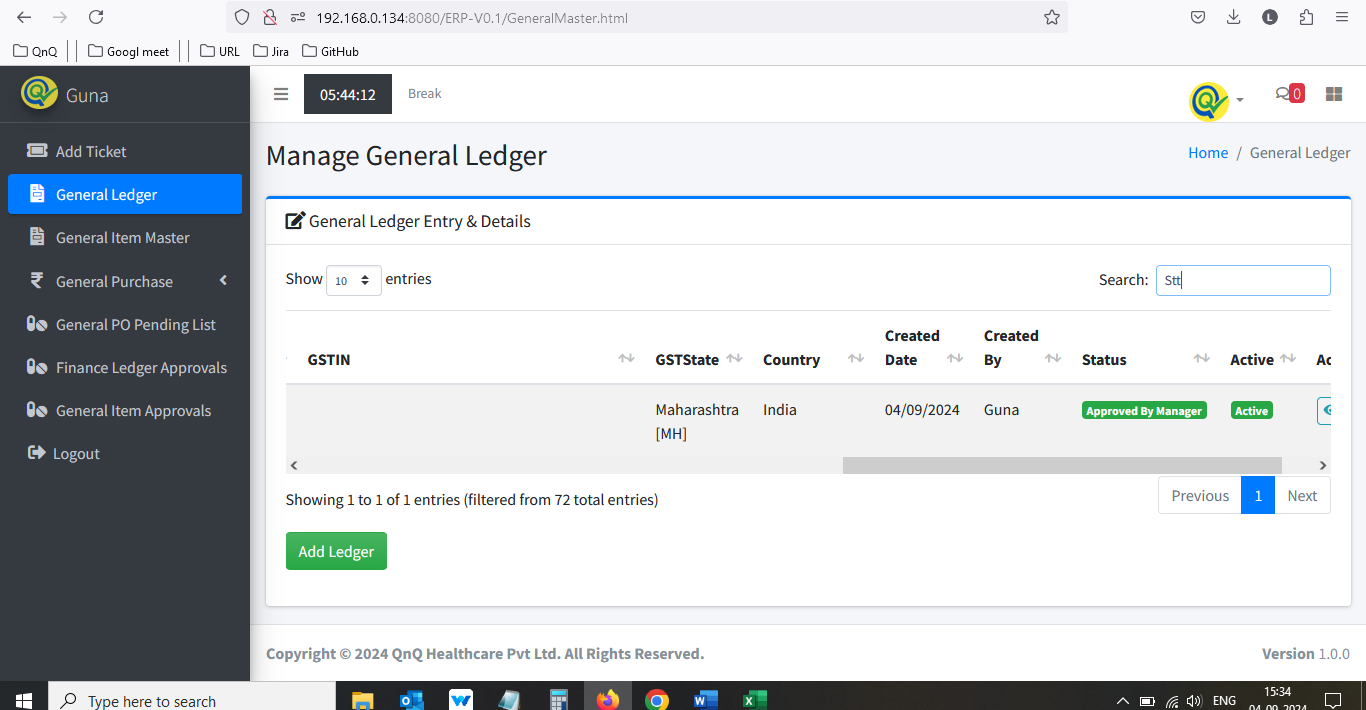 192.168.0.134:8080/ERP-V0.1/GeneralMaster.html
L
QnQ
Googl meet
URL
Jira
GitHub
Guna
05:44:12
Break
0
Add Ticket
General Ledger
General Item Master
General Purchase
General PO Pending List
Finance Ledger Approvals
General Item Approvals
Logout
Manage General Ledger
Home / General Ledger
General Ledger Entry & Details
Show 10 entries
Search: Stt
GSTIN
GSTState
Country
Created
Date
Created
By
Status
Active
Ac
Maharashtra
[MH]
India
04/09/2024
Guna
Approved By Manager
Active
Showing 1 to 1 of 1 entries (filtered from 72 total entries)
Previous
1
Next
Add Ledger
Copyright © 2024 QnQ Healthcare Pvt Ltd. All Rights Reserved.
Version 1.0.0
Type here to search
ENG
15:34
04-09-2024